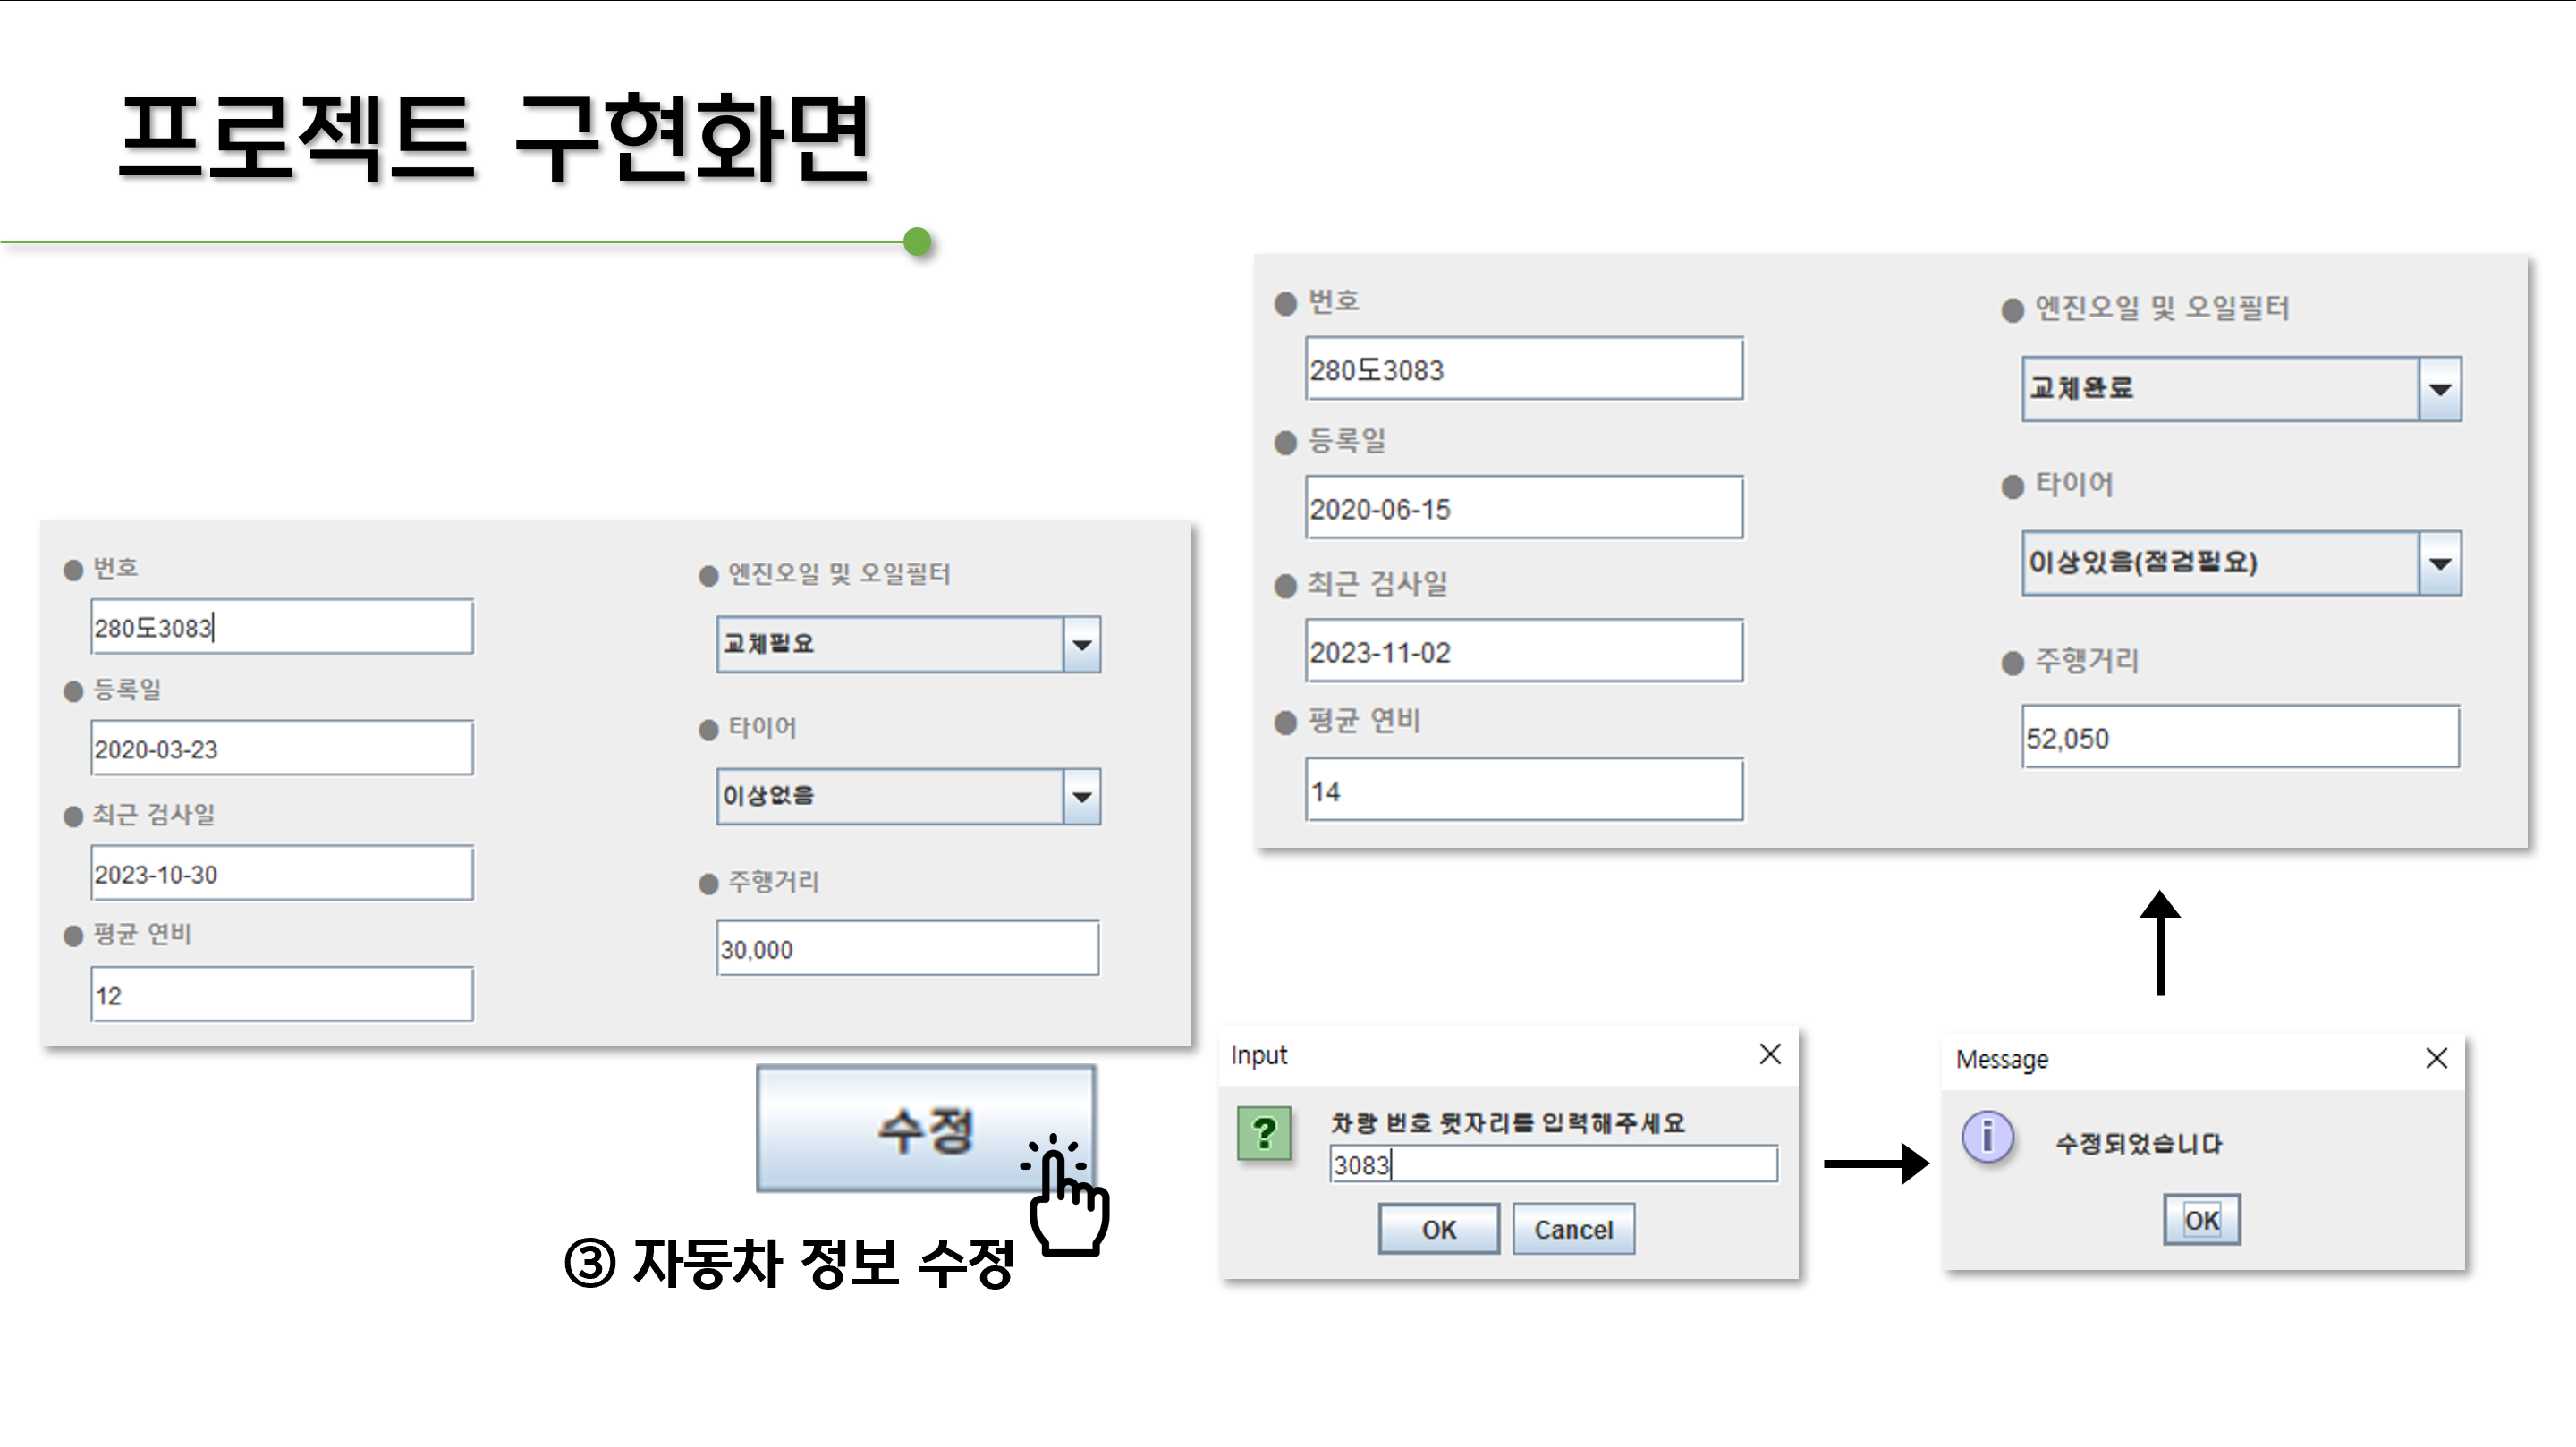 프로젝트 구현화면
번호
280도3083
등록일
2020-03-23
최근 검사일
2023-10-30
평균 연비
12
엔진오일 및 오일필터
교체필요
타이어
이상없음
주행거리
30,000
수정
③ 자동차 정보 수정
Input
차량 번호 뒷자리를 입력해주세요
3083
OK
Cancel
Message
수정되었습니다
OK
번호
280도3083
등록일
2020-06-15
최근 검사일
2023-11-02
평균 연비
14
엔진오일 및 오일필터
교체완료
타이어
이상있음(점검필요)
주행거리
52,050